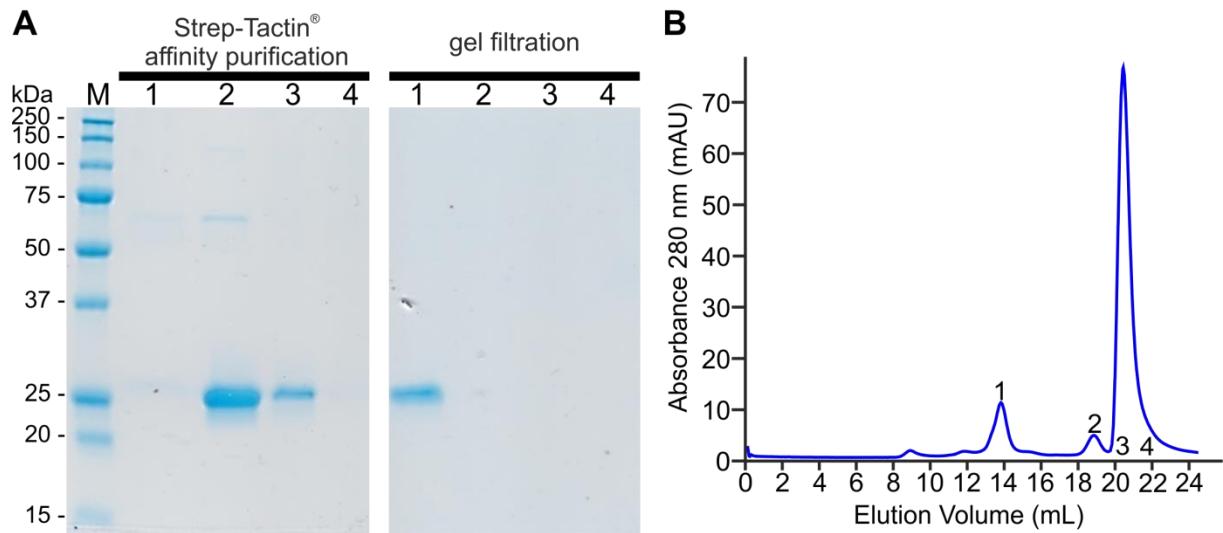 A
Strep-Tactin®
affinity purification
gel filtration
kDa M 1 2 3 4 1 2 3 4
250 -
150 -
100 -
75 -
50 -
37 -
25 -
20 -
15 -
B
Absorbance 280 nm (mAU)
70
60
50
40
30
20
10
0
1
2
3 4
0 2 4 6 8 10 12 14 16 18 20 22 24
Elution Volume (mL)